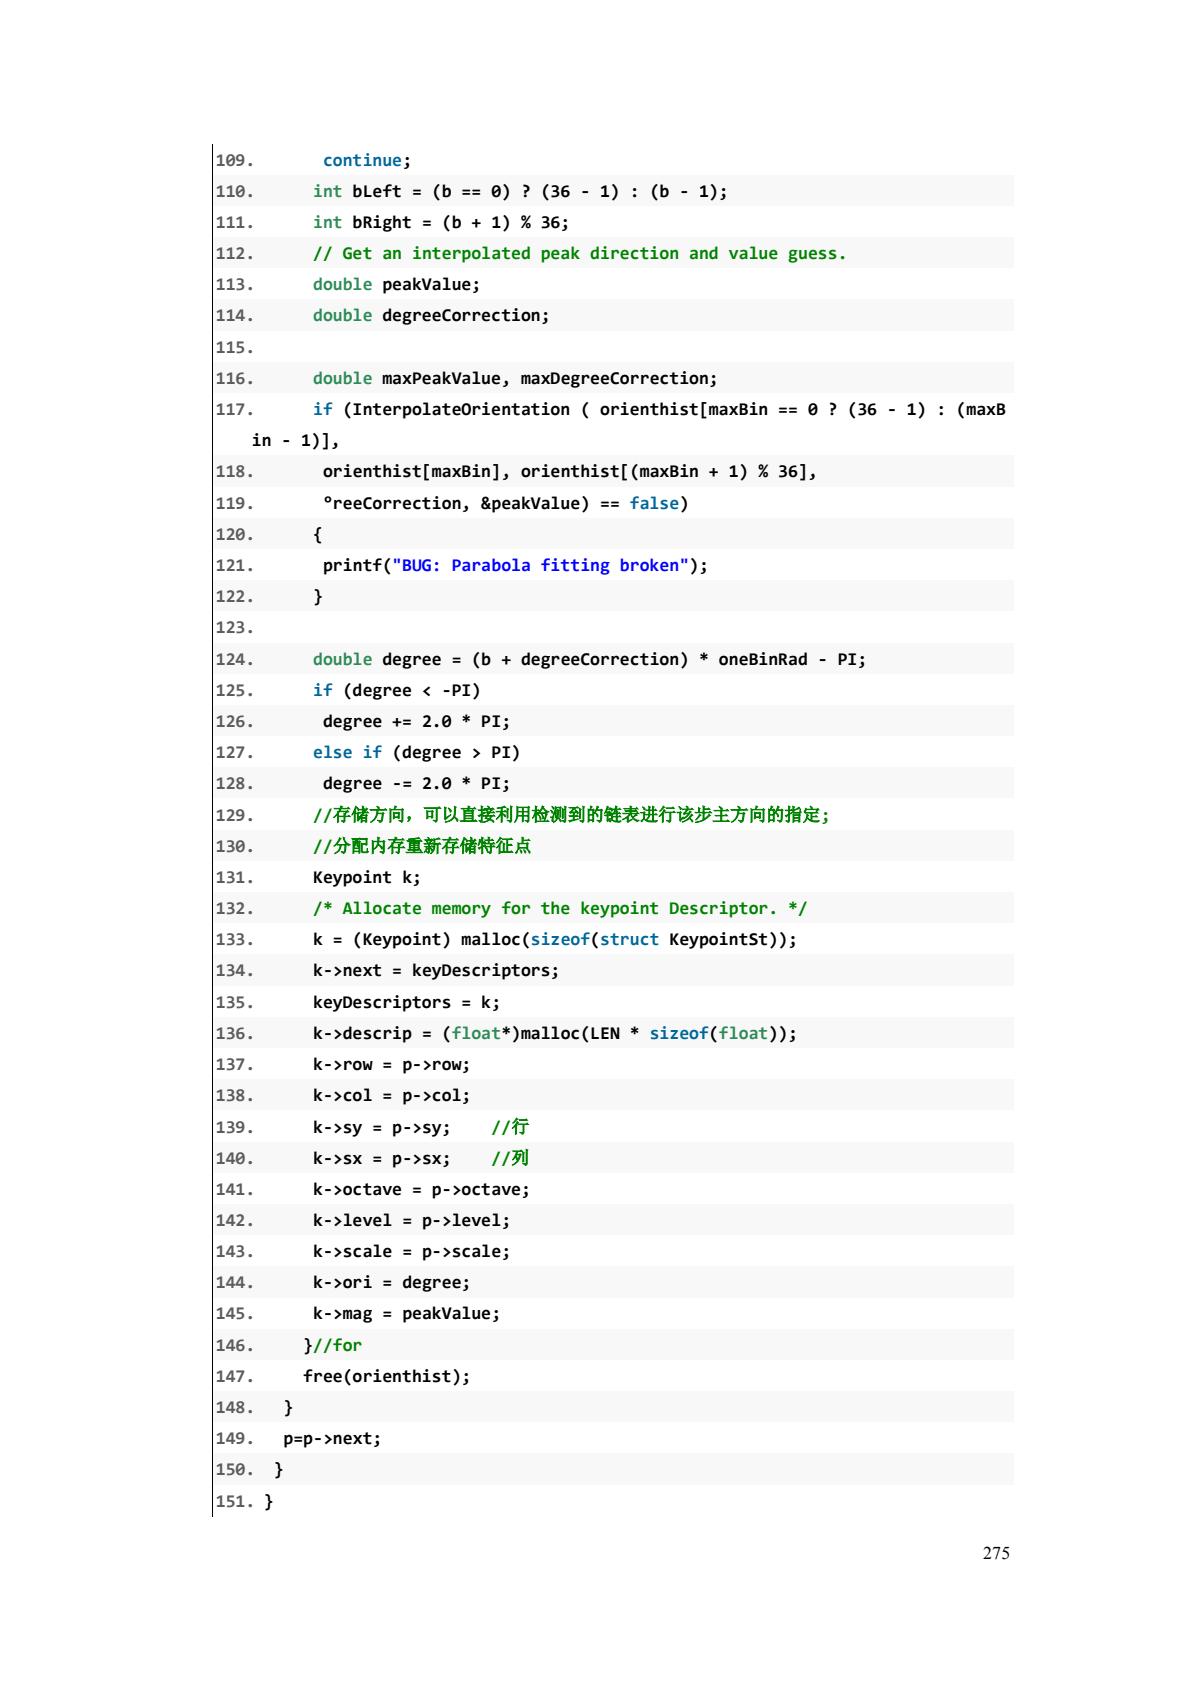 109. continue;
110. int bLeft = (b == 0) ? (36 - 1) : (b - 1);
111. int bRight = (b + 1) % 36;
112. // Get an interpolated peak direction and value guess.
113. double peakValue;
114. double degreeCorrection;
115.
116. double maxPeakValue, maxDegreeCorrection;
117. if (InterpolateOrientation ( orienthist[maxBin == 0 ? (36 - 1) : (maxB
in - 1)],
118. orienthist[maxBin], orienthist[(maxBin + 1) % 36],
119. °reeCorrection, &peakValue) == false)
120. {
121. printf("BUG: Parabola fitting broken");
122. }
123.
124. double degree = (b + degreeCorrection) * oneBinRad - PI;
125. if (degree < -PI)
126. degree += 2.0 * PI;
127. else if (degree > PI)
128. degree -= 2.0 * PI;
129. //存储方向，可以直接利用检测到的链表进行该步主方向的指定;
130. //分配内存重新存储特征点
131. Keypoint k;
132. /* Allocate memory for the keypoint Descriptor. */
133. k = (Keypoint) malloc(sizeof(struct KeypointSt));
134. k->next = keyDescriptors;
135. keyDescriptors = k;
136. k->descrip = (float*)malloc(LEN * sizeof(float));
137. k->row = p->row;
138. k->col = p->col;
139. k->sy = p->sy; //行
140. k->sx = p->sx; //列
141. k->octave = p->octave;
142. k->level = p->level;
143. k->scale = p->scale;
144. k->ori = degree;
145. k->mag = peakValue;
146. }//for
147. free(orienthist);
148. }
149. p=p->next;
150. }
151. }
275